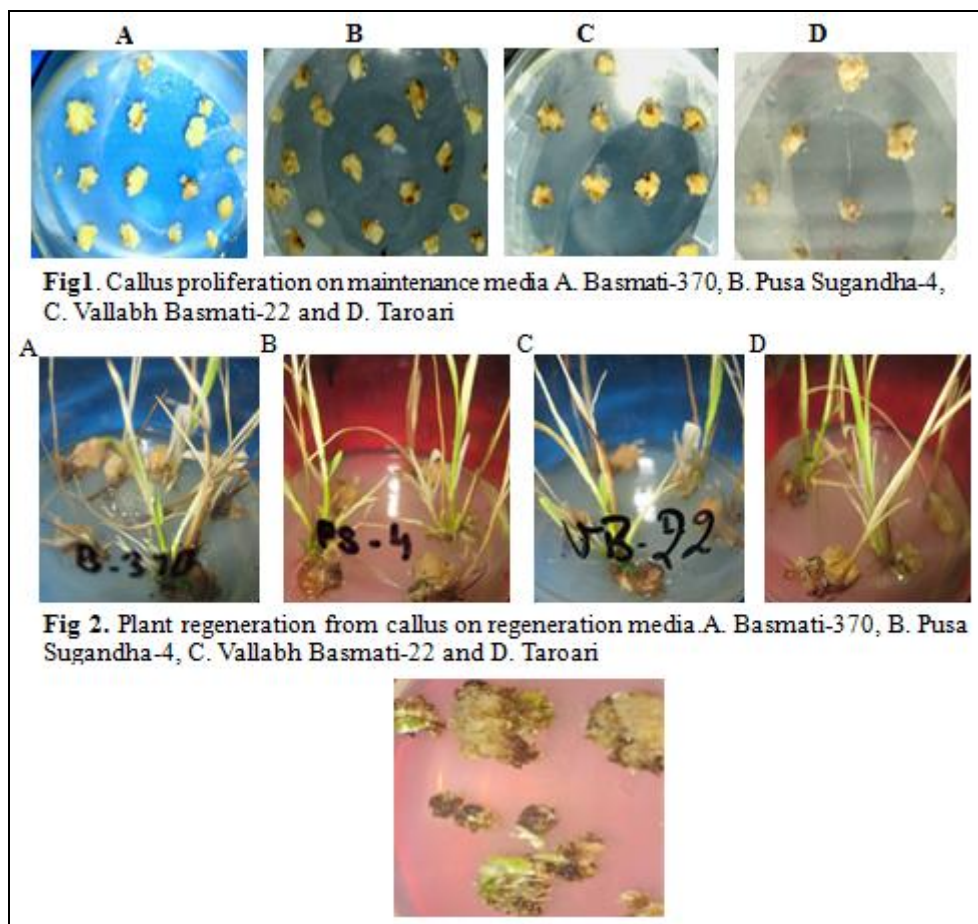 A B C D
Fig1. Callus proliferation on maintenance media A. Basmati-370, B. Pusa Sugandha-4,
C. Vallabh Basmati-22 and D. Taroari
A B C D
B-370 PS-4 VB-22
Fig 2. Plant regeneration from callus on regeneration media.A. Basmati-370, B. Pusa
Sugandha-4, C. Vallabh Basmati-22 and D. Taroari